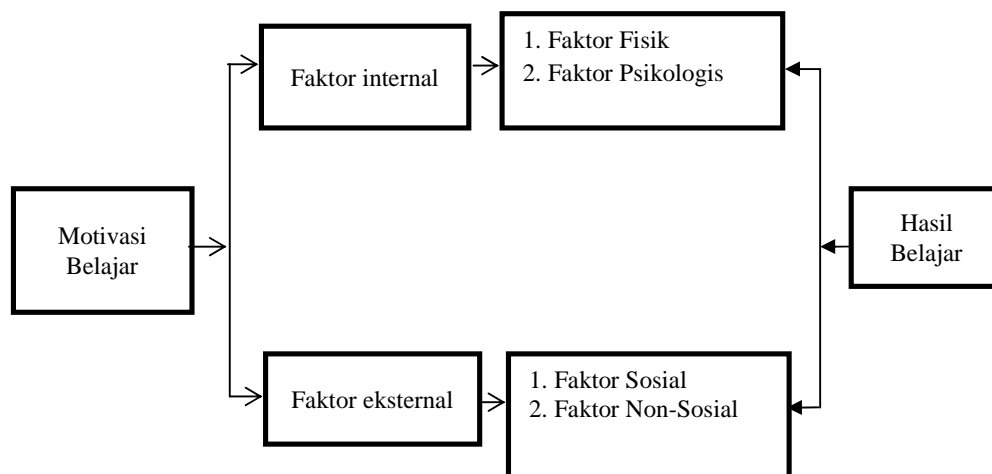 Motivasi
Belajar
Faktor internal
1. Faktor Fisik
2. Faktor Psikologis
Faktor eksternal
1. Faktor Sosial
2. Faktor Non-Sosial
Hasil
Belajar